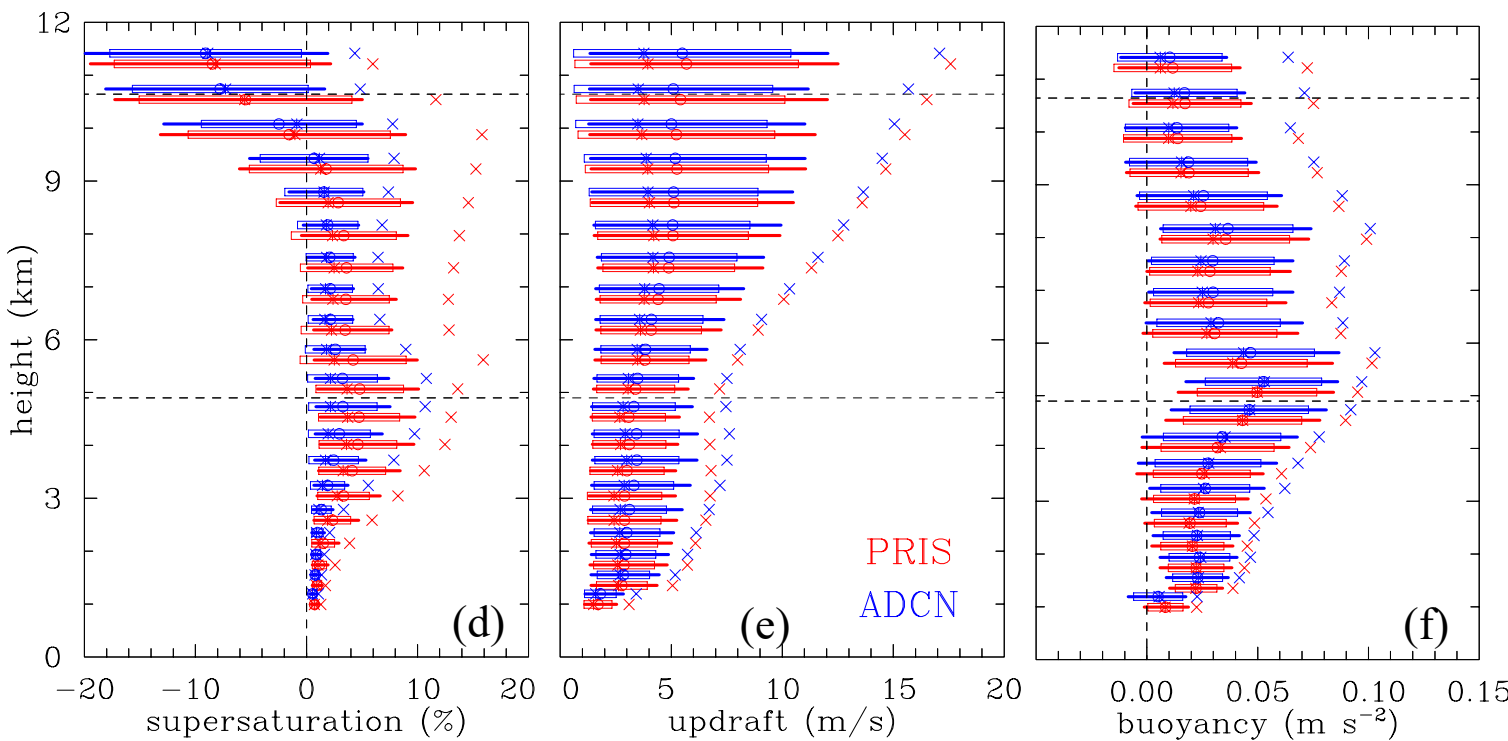 12
9
6
3
0
height (km)
-20 -10 0 10 20
supersaturation (%)
(d)
0 5 10 15 20
updraft (m/s)
PRIS
ADCN
(e)
0.00 0.05 0.10 0.15
buoyancy (m s⁻²)
(f)